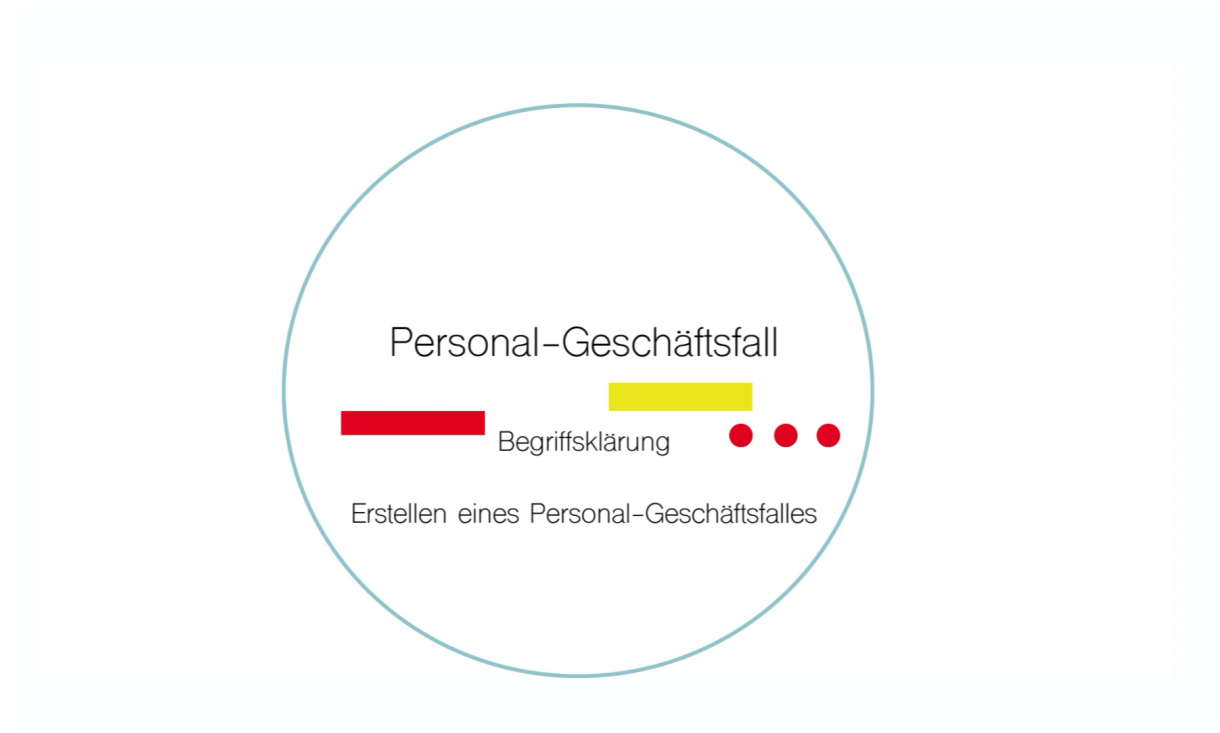 Personal-Geschäftsfall
Begriffsklärung
Erstellen eines Personal-Geschäftsfalles